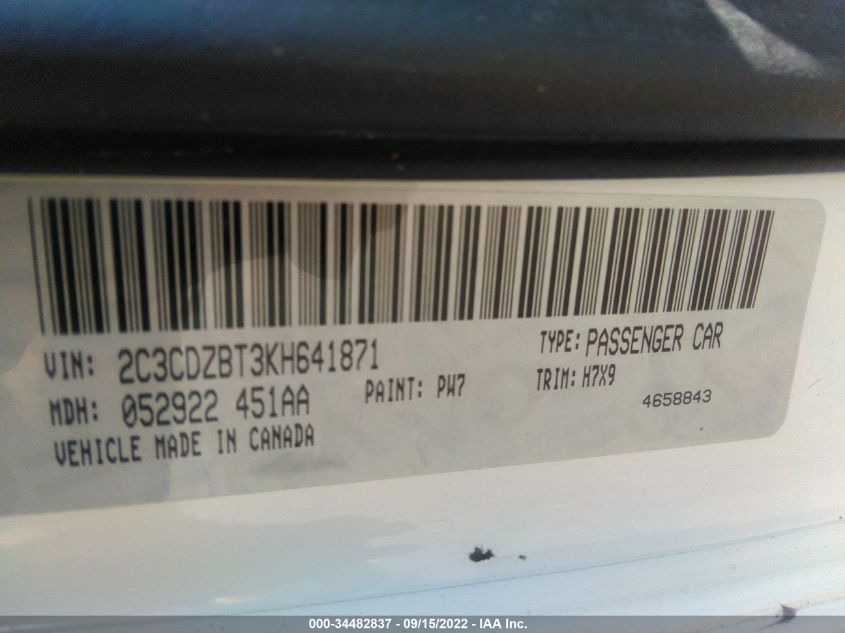 VIN: 2C3CDZBT3KH641871 TYPE: PASSENGER CAR
MDH: 052922 451AA PAINT: PW7 TRIM: H7X9
VEHICLE MADE IN CANADA 4658843
000-34482837 - 09/15/2022 - IAA Inc.